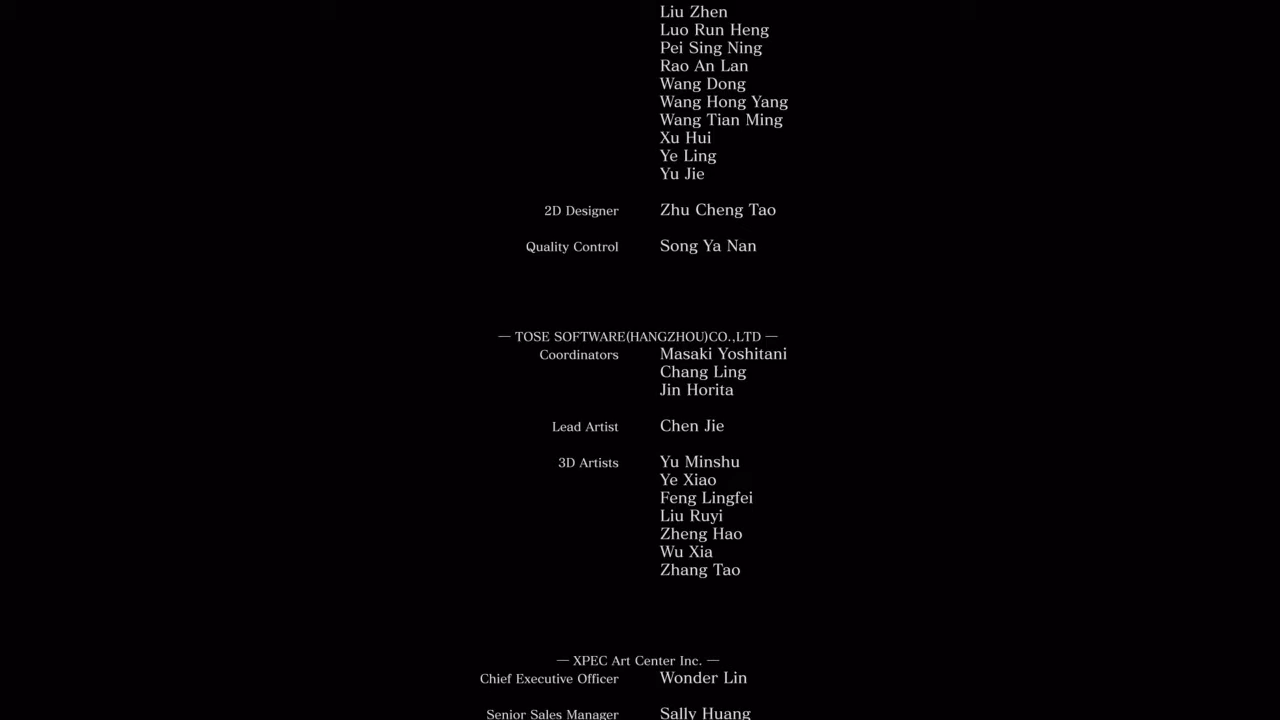 Liu Zhen
Luo Run Heng
Pei Sing Ning
Rao An Lan
Wang Dong
Wang Hong Yang
Wang Tian Ming
Xu Hui
Ye Ling
Yu Jie
2D Designer Zhu Cheng Tao
Quality Control Song Ya Nan
— TOSE SOFTWARE(HANGZHOU)CO.,LTD —
Coordinators Masaki Yoshitani
Chang Ling
Jin Horita
Lead Artist Chen Jie
3D Artists Yu Minshu
Ye Xiao
Feng Lingfei
Liu Ruyi
Zheng Hao
Wu Xia
Zhang Tao
— XPEC Art Center Inc. —
Chief Executive Officer Wonder Lin
Senior Sales Manager Sally Huang